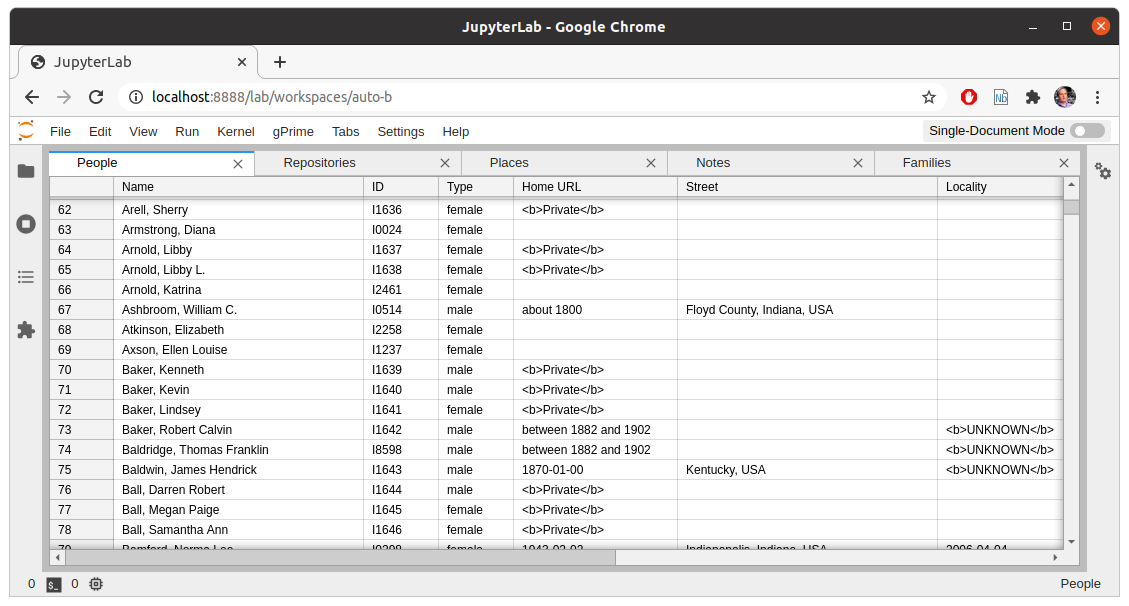 JupyterLab - Google Chrome
JupyterLab
localhost:8888/lab/workspaces/auto-b
File Edit View Run Kernel gPrime Tabs Settings Help Single-Document Mode
People Repositories Places Notes Families
Name ID Type Home URL Street Locality
62 Arell, Sherry I1636 female <b>Private</b>
63 Armstrong, Diana I0024 female
64 Arnold, Libby I1637 female <b>Private</b>
65 Arnold, Libby L. I1638 female <b>Private</b>
66 Arnold, Katrina I2461 female
67 Ashbroom, William C. I0514 male about 1800 Floyd County, Indiana, USA
68 Atkinson, Elizabeth I2258 female
69 Axson, Ellen Louise I1237 female
70 Baker, Kenneth I1639 male <b>Private</b>
71 Baker, Kevin I1640 male <b>Private</b>
72 Baker, Lindsey I1641 female <b>Private</b>
73 Baker, Robert Calvin I1642 male between 1882 and 1902 <b>UNKNOWN</b>
74 Baldridge, Thomas Franklin I8598 male between 1882 and 1902 <b>UNKNOWN</b>
75 Baldwin, James Hendrick I1643 male 1870-01-00 Kentucky, USA <b>UNKNOWN</b>
76 Ball, Darren Robert I1644 male <b>Private</b>
77 Ball, Megan Paige I1645 female <b>Private</b>
78 Ball, Samantha Ann I1646 female <b>Private</b>
79 female Indianapolis, Indiana, USA
0 $_ 0 People